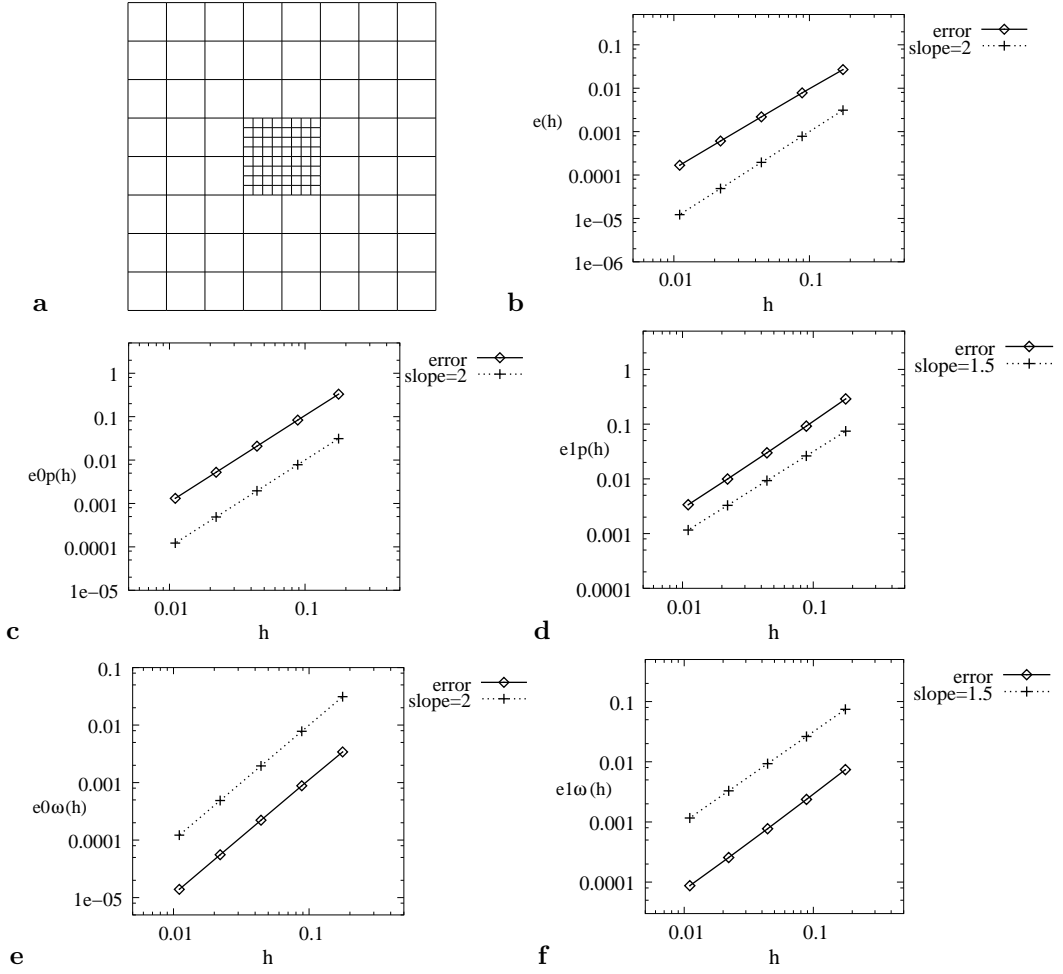 a
error
slope=2
0.1
0.01
0.001
0.0001
1e-05
1e-06
e(h)
0.01
0.1
h
b
error
slope=2
1
0.1
0.01
0.001
0.0001
1e-05
e0p(h)
0.01
0.1
h
c
error
slope=1.5
1
0.1
0.01
0.001
0.0001
e1p(h)
0.01
0.1
h
d
error
slope=2
0.1
0.01
0.001
0.0001
1e-05
e0ω(h)
0.01
0.1
h
e
error
slope=1.5
0.1
0.01
0.001
0.0001
e1ω(h)
0.01
0.1
h
f